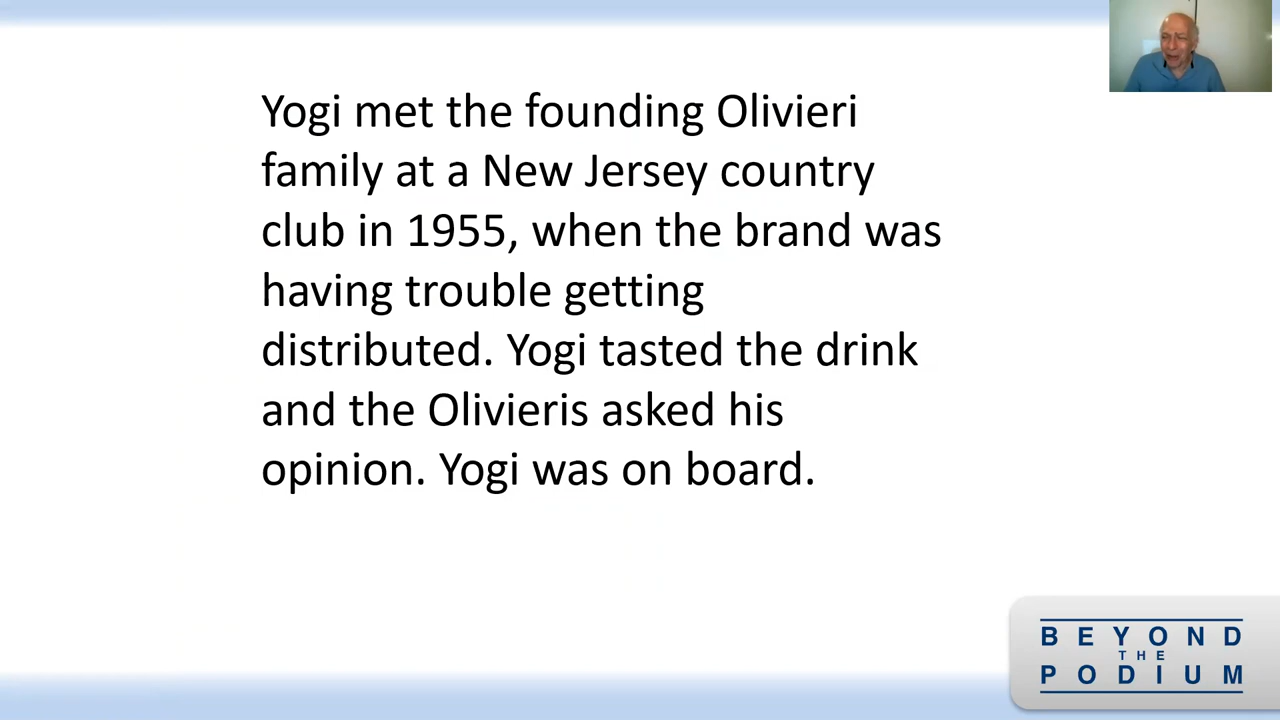 Yogi met the founding Olivieri
family at a New Jersey country
club in 1955, when the brand was
having trouble getting
distributed. Yogi tasted the drink
and the Olivieris asked his
opinion. Yogi was on board.
BEYOND
THE
PODIUM